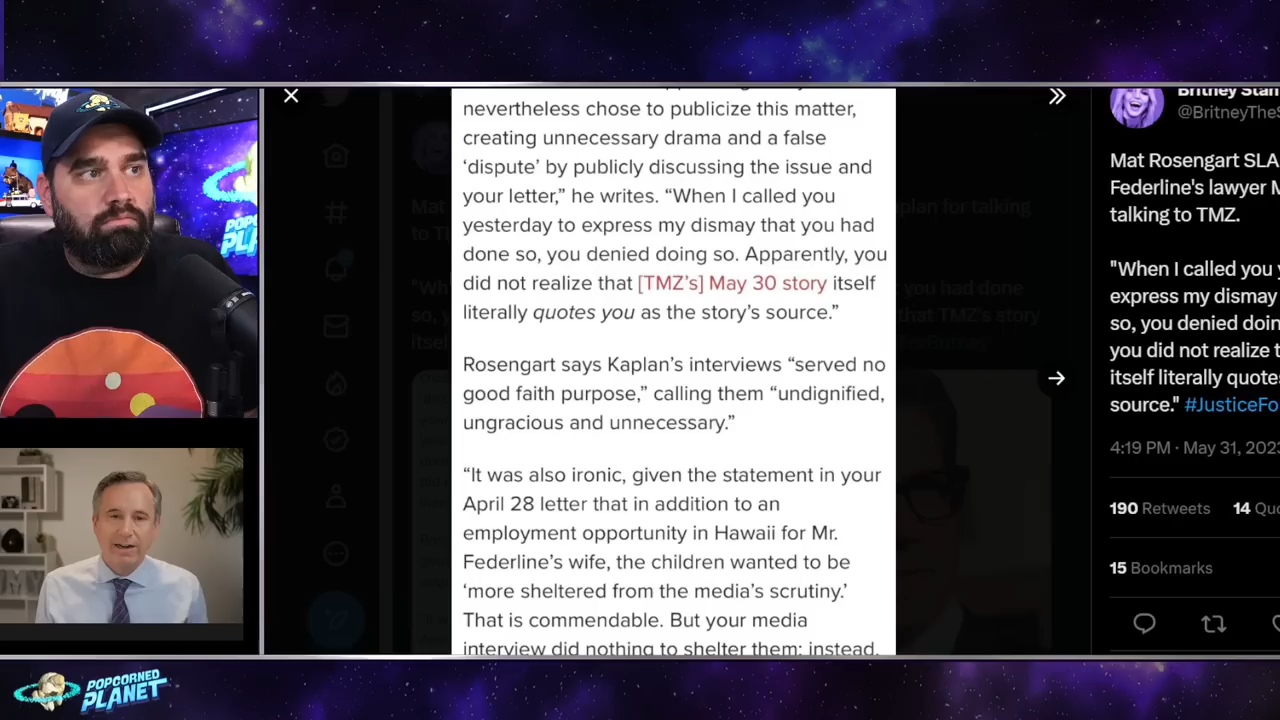 nevertheless chose to publicize this matter,
creating unnecessary drama and a false
‘dispute’ by publicly discussing the issue and
your letter,” he writes. “When I called you
yesterday to express my dismay that you had
done so, you denied doing so. Apparently, you
did not realize that [TMZ’s] May 30 story itself
literally quotes you as the story’s source.”
Rosengart says Kaplan’s interviews “served no
good faith purpose,” calling them “undignified,
ungracious and unnecessary.”
“It was also ironic, given the statement in your
April 28 letter that in addition to an
employment opportunity in Hawaii for Mr.
Federline’s wife, the children wanted to be
‘more sheltered from the media’s scrutiny.’
That is commendable. But your media
interview did nothing to shelter them; instead,
Britney Stan
@BritneyTheS
Mat Rosengart SLA
Federline's lawyer M
talking to TMZ.
"When I called you y
express my dismay
so, you denied doin
you did not realize t
itself literally quotes
source." #JusticeFo
4:19 PM · May 31, 2023
190 Retweets 14 Quo
15 Bookmarks
POPCORNED
PLANET